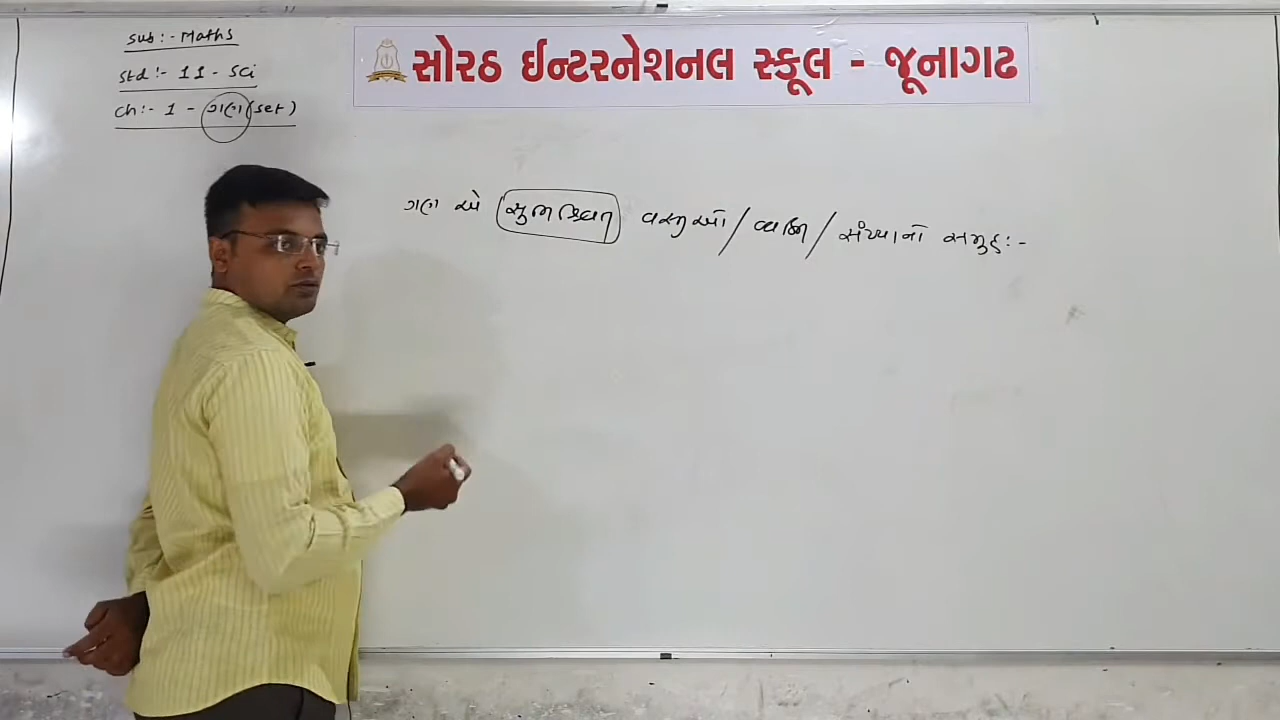 સોરઠ ઈન્ટરનેશનલ સ્કૂલ - જૂનાગઢ
Sub:- Maths
Std:- 11 - Sci
Ch:- 1 - ગણ (set)
ગણ એ સુવ્યાખ્યાયિત વસ્તુઓ / વ્યક્તિ / સંખ્યાનો સમુહ:-